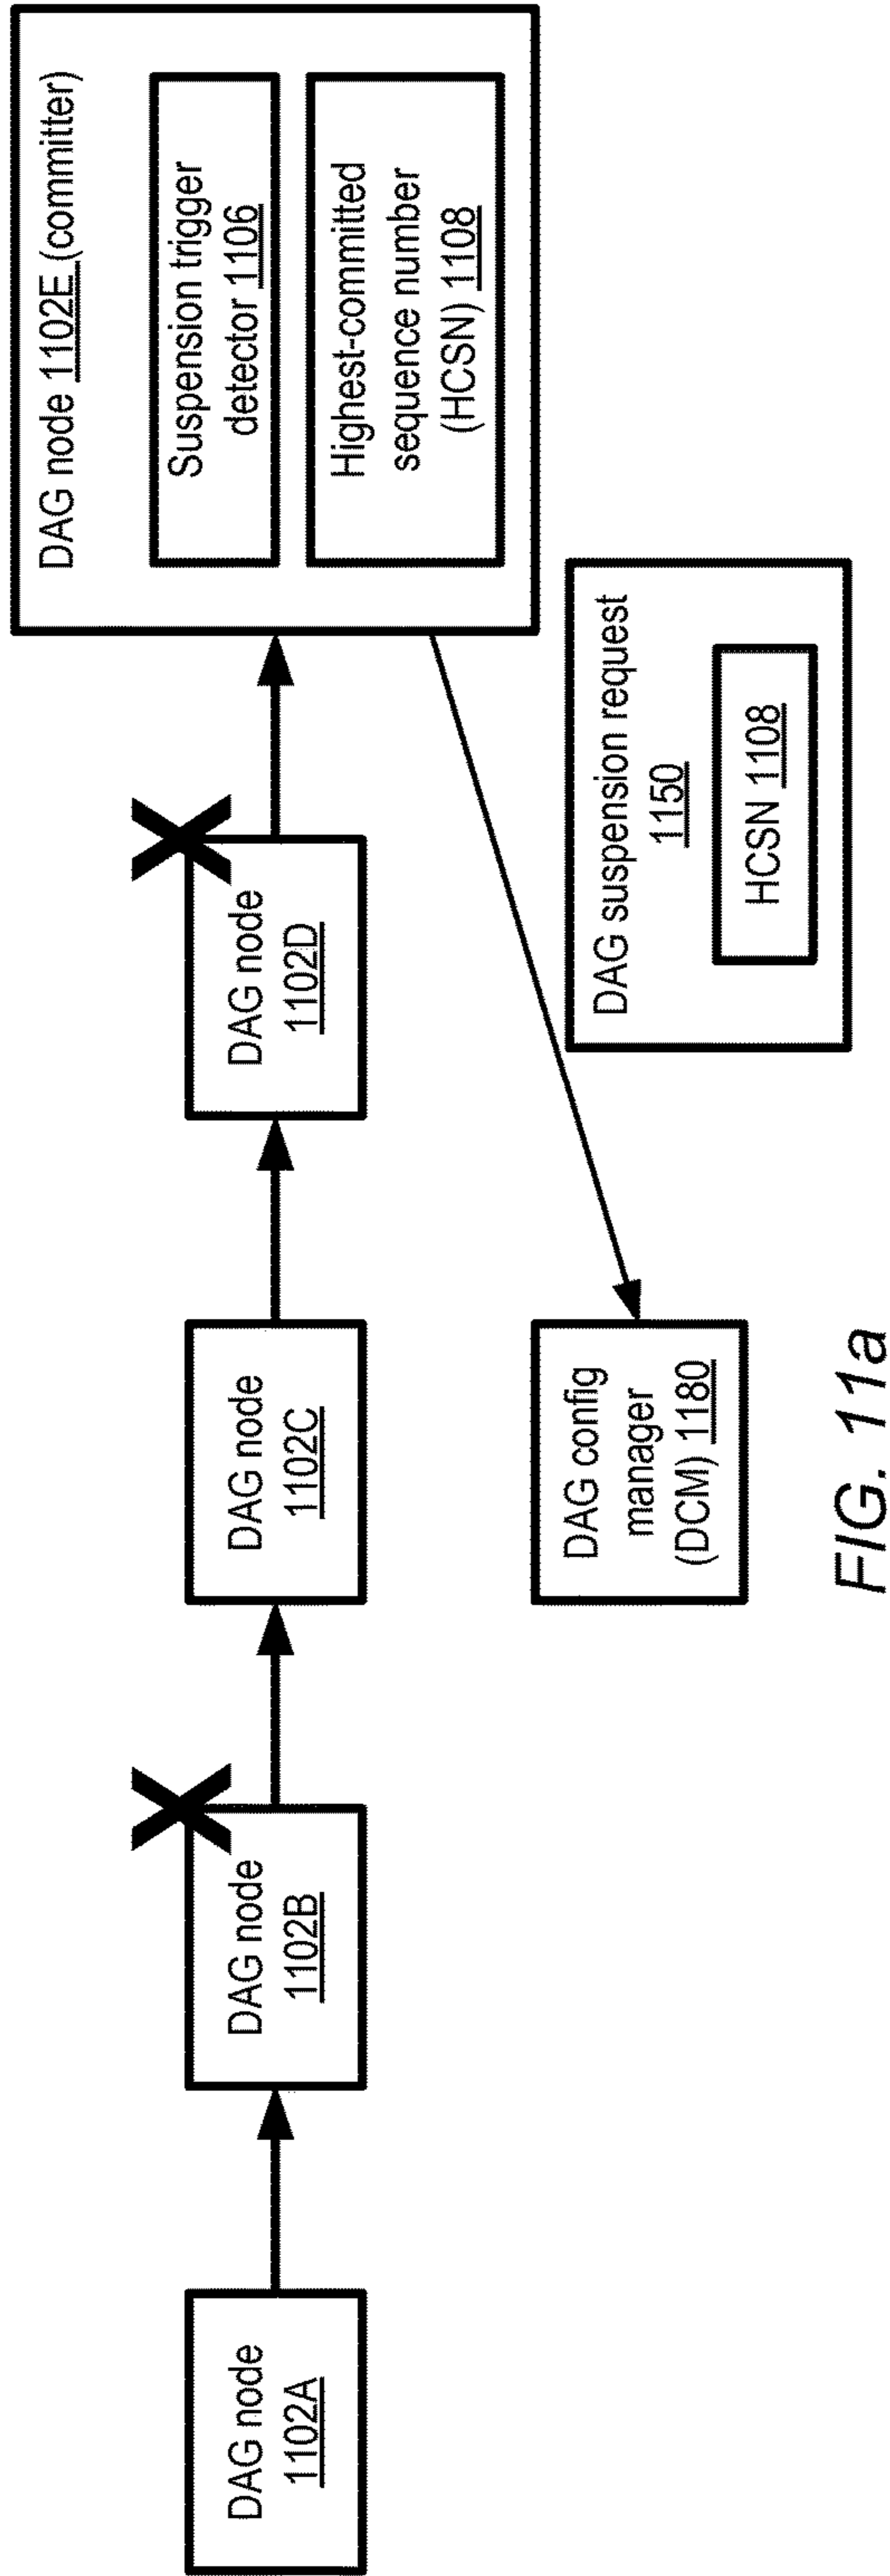 DAG node
1102A
DAG node
1102B
DAG node
1102C
DAG node
1102D
DAG node 1102E (committer)
Suspension trigger
detector 1106
Highest-committed
sequence number
(HCSN) 1108
DAG config
manager
(DCM) 1180
DAG suspension request
1150
HCSN 1108
FIG. 11a